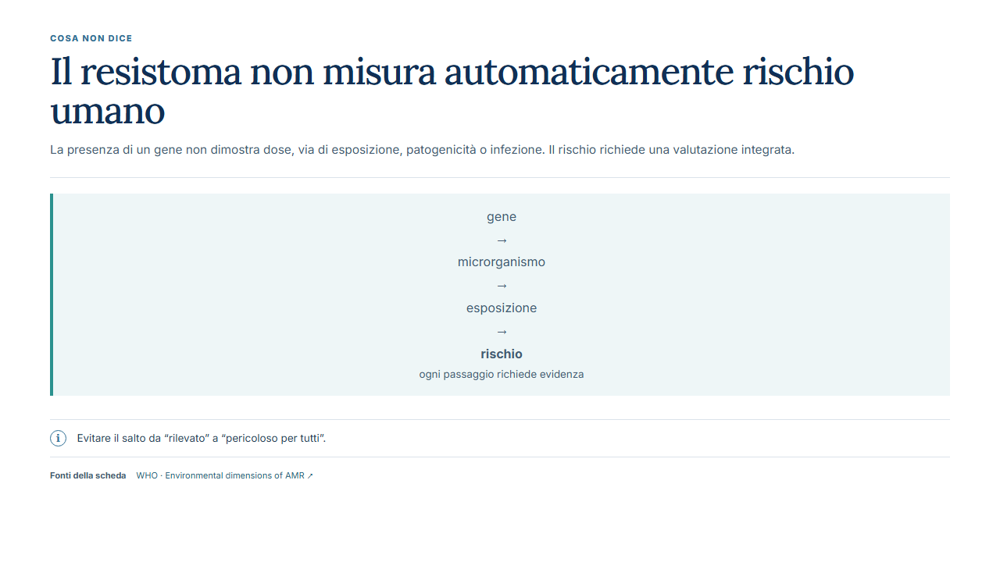 COSA NON DICE
Il resistoma non misura automaticamente rischio
umano
La presenza di un gene non dimostra dose, via di esposizione, patogenicità o infezione. Il rischio richiede una valutazione integrata.
gene
→
microrganismo
→
esposizione
→
rischio
ogni passaggio richiede evidenza
i Evitare il salto da “rilevato” a “pericoloso per tutti”.
Fonti della scheda WHO · Environmental dimensions of AMR ↗